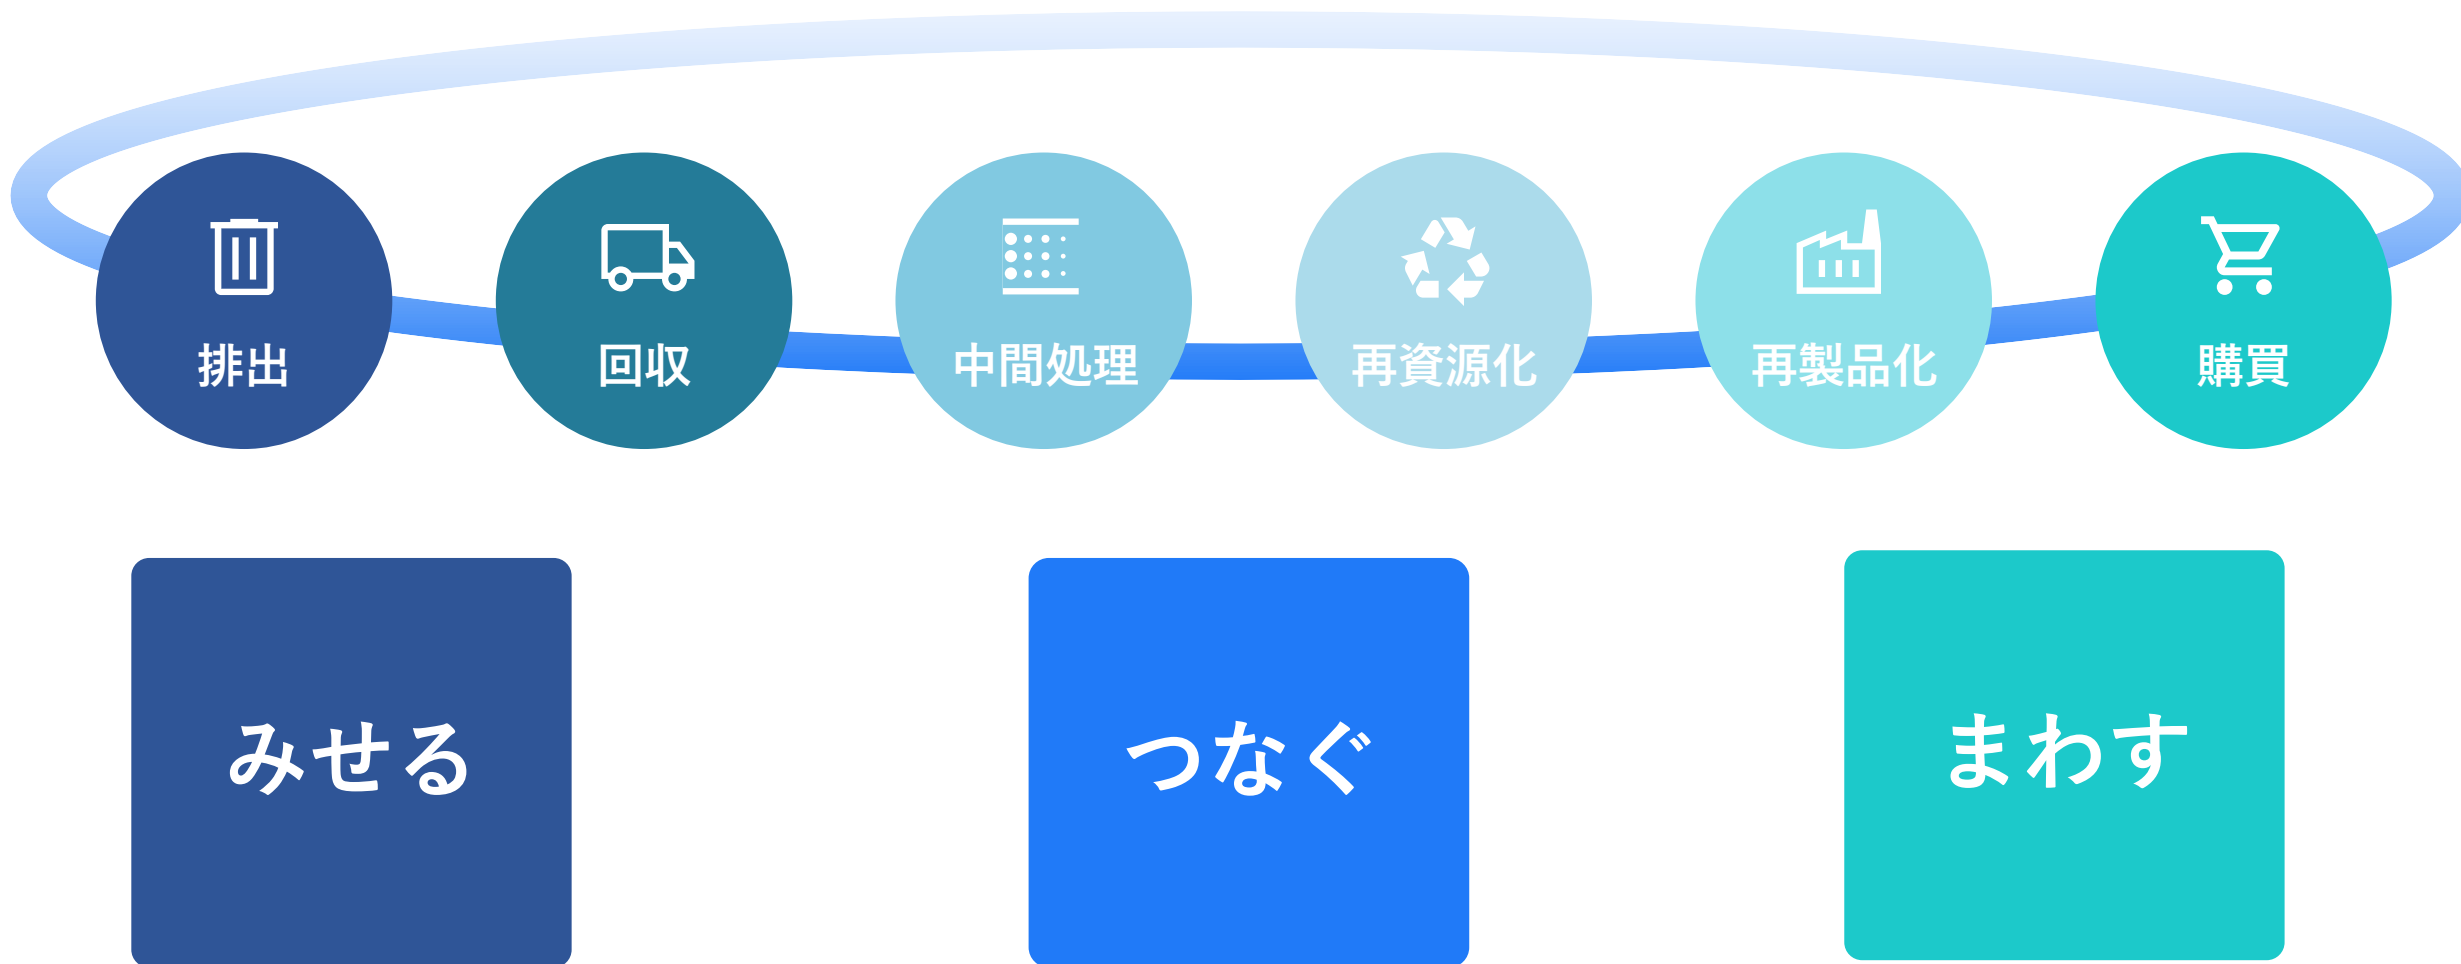 排出
回収
中間処理
再資源化
再製品化
購買
みせる
つなぐ
まわす